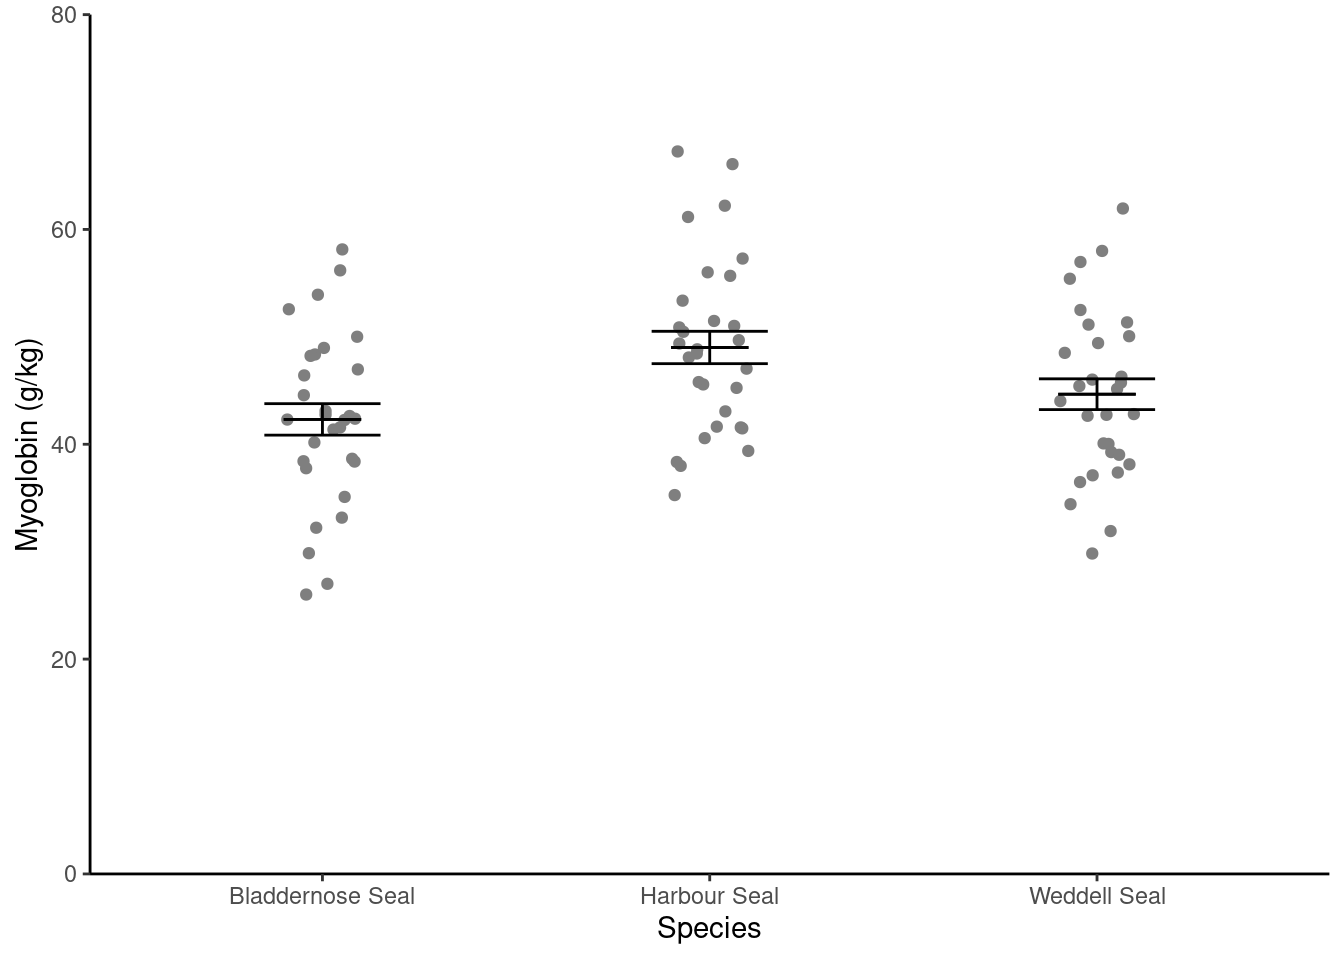 80
60
40
20
0
Myoglobin (g/kg)
Bladdernose Seal
Harbour Seal
Weddell Seal
Species